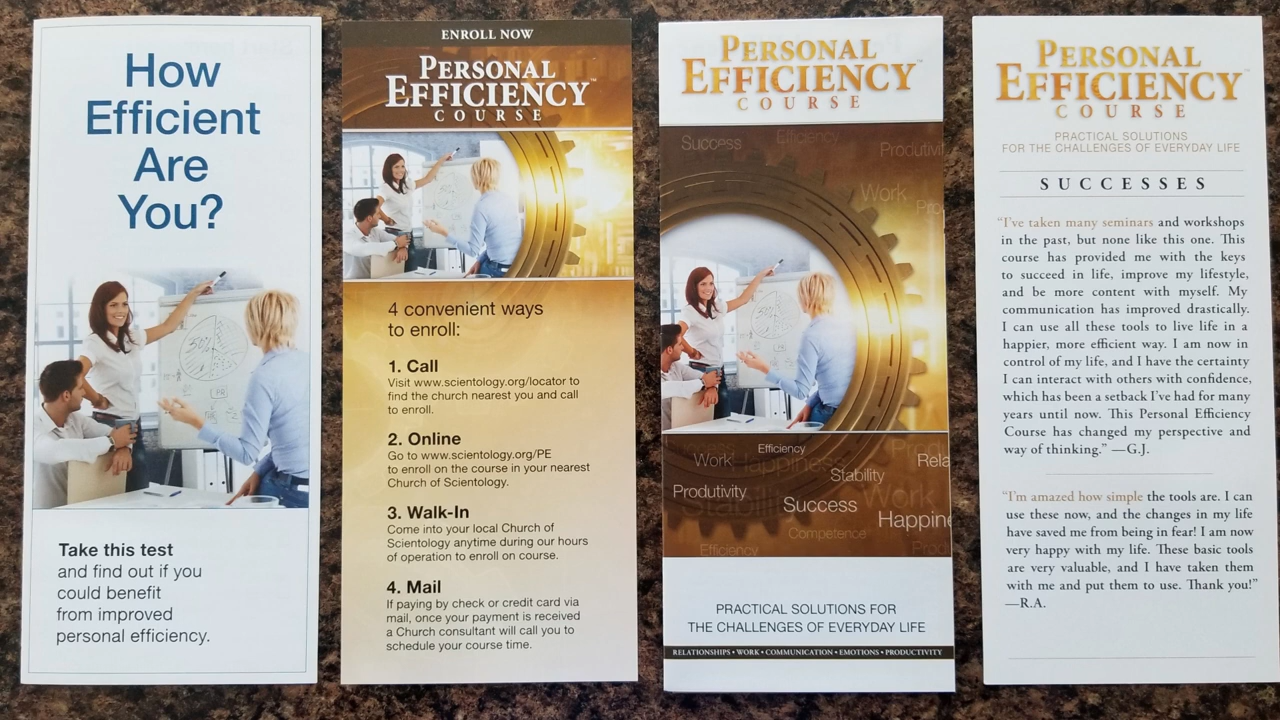 How
Efficient
Are
You?
50%
Take this test
and find out if you
could benefit
from improved
personal efficiency.
ENROLL NOW
PERSONAL
EFFICIENCY™
COURSE
4 convenient ways
to enroll:
1. Call
Visit www.scientology.org/locator to
find the church nearest you and call
to enroll.
2. Online
Go to www.scientology.org/PE
to enroll on the course in your nearest
Church of Scientology.
3. Walk-In
Come into your local Church of
Scientology anytime during our hours
of operation to enroll on course.
4. Mail
If paying by check or credit card via
mail, once your payment is received
a Church consultant will call you to
schedule your course time.
PERSONAL
EFFICIENCY™
COURSE
Success
Efficiency
Productivit
Work
Pro
Efficiency
Work
Happiness
Stability
Rela
Produtivity
Success
Work
Happine
Competence
Efficiency
Prod
PRACTICAL SOLUTIONS FOR
THE CHALLENGES OF EVERYDAY LIFE
RELATIONSHIPS • WORK • COMMUNICATION • EMOTIONS • PRODUCTIVITY
PERSONAL
EFFICIENCY™
COURSE
PRACTICAL SOLUTIONS
FOR THE CHALLENGES OF EVERYDAY LIFE
SUCCESSES
“I’ve taken many seminars and workshops
in the past, but none like this one. This
course has provided me with the keys
to succeed in life, improve my lifestyle,
and be more content with myself. My
communication has improved drastically.
I can use all these tools to live life in a
happier, more efficient way. I am now in
control of my life, and I have the certainty
I can interact with others with confidence,
which has been a setback I’ve had for many
years until now. This Personal Efficiency
Course has changed my perspective and
way of thinking.” —G.J.
“I’m amazed how simple the tools are. I can
use these now, and the changes in my life
have saved me from being in fear! I am now
very happy with my life. These basic tools
are very valuable, and I have taken them
with me and put them to use. Thank you!”
—R.A.